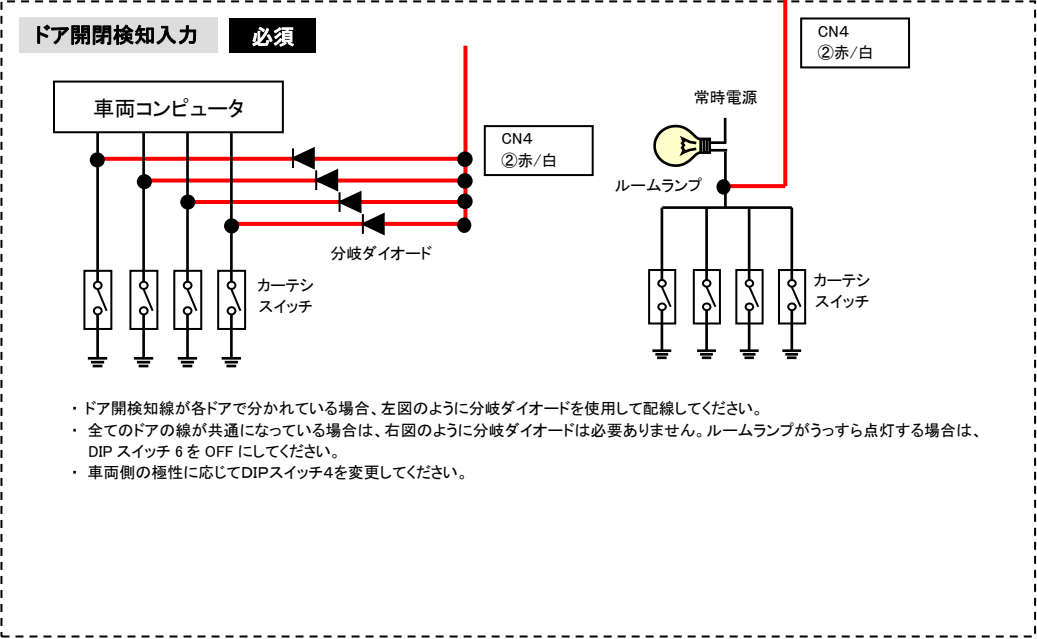 ドア開閉検知入力
必須
車両コンピュータ
CN4
②赤/白
分岐ダイオード
カーテシ
スイッチ
CN4
②赤/白
常時電源
ルームランプ
カーテシ
スイッチ
・ ドア開検知線が各ドアで分かれている場合、左図のように分岐ダイオードを使用して配線してください。
・ 全てのドアの線が共通になっている場合は、右図のように分岐ダイオードは必要ありません。ルームランプがうっすら点灯する場合は、
DIP スイッチ 6 を OFF にしてください。
・ 車両側の極性に応じてDIPスイッチ4を変更してください。